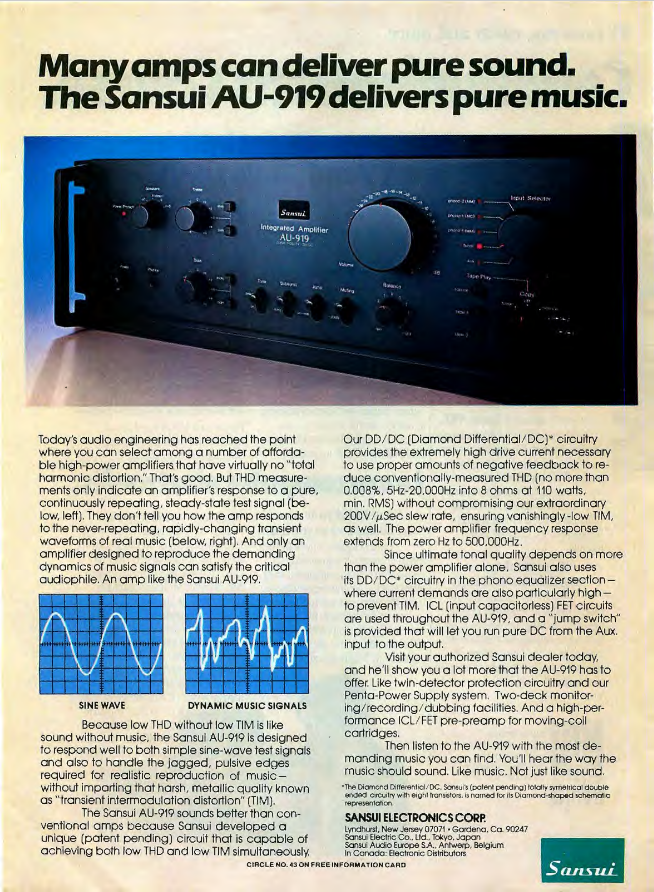 Many amps can deliver pure sound.
The Sansui AU-919 delivers pure music.
Sansui
Integrated Amplifier
AU-919
Input Selector
Volume
Tape Play
Balance
Muting
Today's audio engineering has reached the point
where you can select among a number of afforda-
ble high-power amplifiers that have virtually no "total
harmonic distortion." That's good. But THD measure-
ments only indicate an amplifier's response to a pure,
continuously repeating, steady-state test signal (be-
low, left). They don't tell you how the amp responds
to the never-repeating, rapidly-changing transient
waveforms of real music (below, right). And only an
amplifier designed to reproduce the demanding
dynamics of music signals can satisfy the critical
audiophile. An amp like the Sansui AU-919.
SINE WAVE
DYNAMIC MUSIC SIGNALS
Because low THD without low TIM is like
sound without music, the Sansui AU-919 is designed
to respond well to both simple sine-wave test signals
and also to handle the jagged, pulsive edges
required for realistic reproduction of music—
without imparting that harsh, metallic quality known
as "transient intermodulation distortion" (TIM).
The Sansui AU-919 sounds better than con-
ventional amps because Sansui developed a
unique (patent pending) circuit that is capable of
achieving both low THD and low TIM simultaneously.
Our DD/DC (Diamond Differential/DC)* circuitry
provides the extremely high drive current necessary
to use proper amounts of negative feedback to re-
duce conventionally-measured THD (no more than
0.008%, 5Hz-20,000Hz into 8 ohms at 110 watts,
min. RMS) without compromising our extraordinary
200V/μSec slew rate, ensuring vanishingly-low TIM,
as well. The power amplifier frequency response
extends from zero Hz to 500,000Hz.
Since ultimate tonal quality depends on more
than the power amplifier alone, Sansui also uses
its DD/DC* circuitry in the phono equalizer section—
where current demands are also particularly high—
to prevent TIM. ICL (input capacitorless) FET circuits
are used throughout the AU-919, and a "jump switch"
is provided that will let you run pure DC from the Aux.
input to the output.
Visit your authorized Sansui dealer today,
and he'll show you a lot more that the AU-919 has to
offer. Like twin-detector protection circuitry and our
Penta-Power Supply system. Two-deck monitor-
ing/recording/dubbing facilities. And a high-per-
formance ICL/FET pre-preamp for moving-coil
cartridges.
Then listen to the AU-919 with the most de-
manding music you can find. You'll hear the way the
music should sound. Like music. Not just like sound.
*The Diamond Differential/DC, Sansui's (patent pending) totally symetrical double
ended circuitry with eight transistors, is named for its Diamond-shaped schematic
representation.
SANSUI ELECTRONICS CORP.
Lyndhurst, New Jersey 07071 • Gardena, Ca. 90247
Sansui Electric Co., Ltd., Tokyo, Japan
Sansui Audio Europe S.A., Antwerp, Belgium
In Canada: Electronic Distributors
CIRCLE NO. 43 ON FREE INFORMATION CARD
Sansui